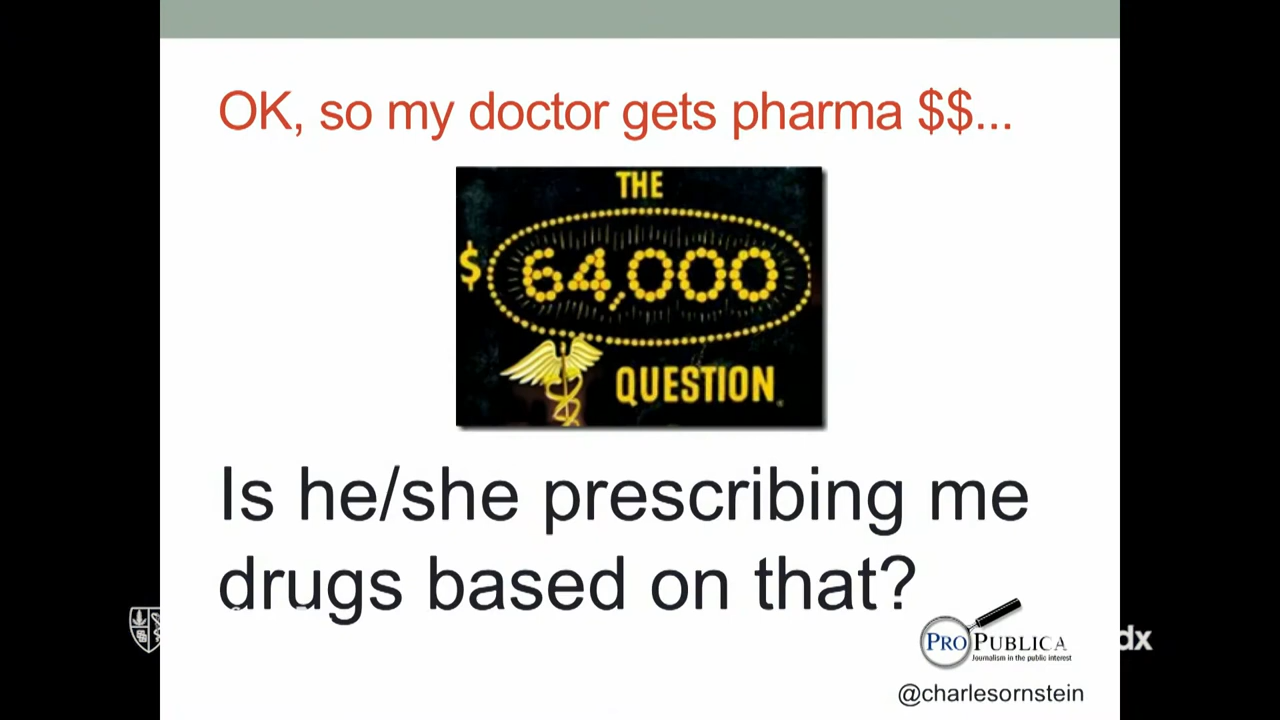 OK, so my doctor gets pharma $$...
THE
$ 64,000
QUESTION
Is he/she prescribing me
drugs based on that?
PROPUBLICA
Journalism in the public interest
dx
@charlesornstein